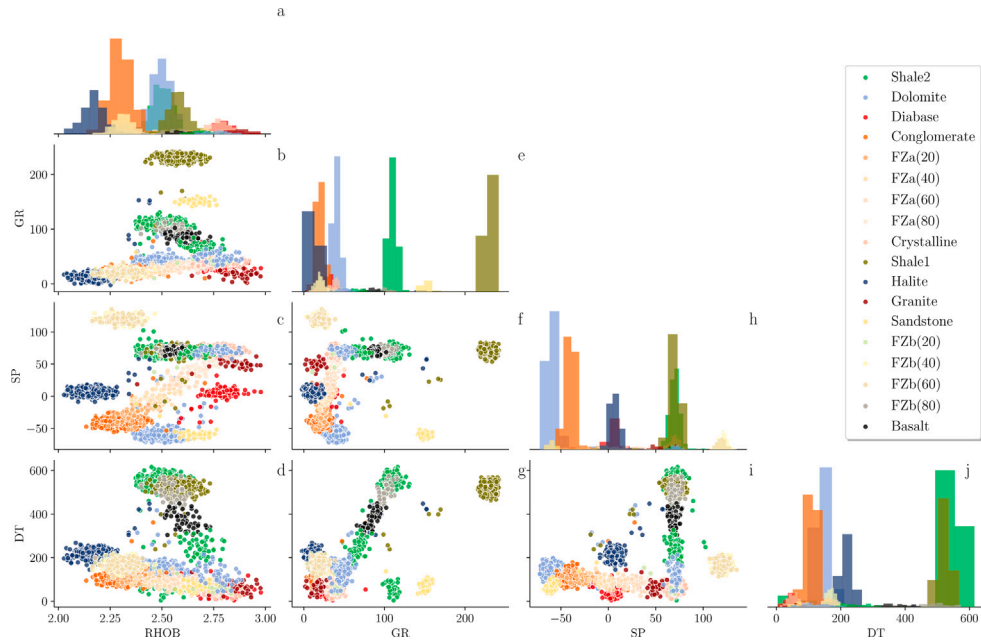 a
b
e
GR
200
100
0
c
f
h
SP
100
50
0
−50
d
g
i
j
DT
600
400
200
0
2.00
2.25
2.50
2.75
3.00
RHOB
0
100
200
GR
−50
0
50
100
SP
0
200
400
600
DT
Shale2
Dolomite
Diabase
Conglomerate
FZa(20)
FZa(40)
FZa(60)
FZa(80)
Crystalline
Shale1
Halite
Granite
Sandstone
FZb(20)
FZb(40)
FZb(60)
FZb(80)
Basalt